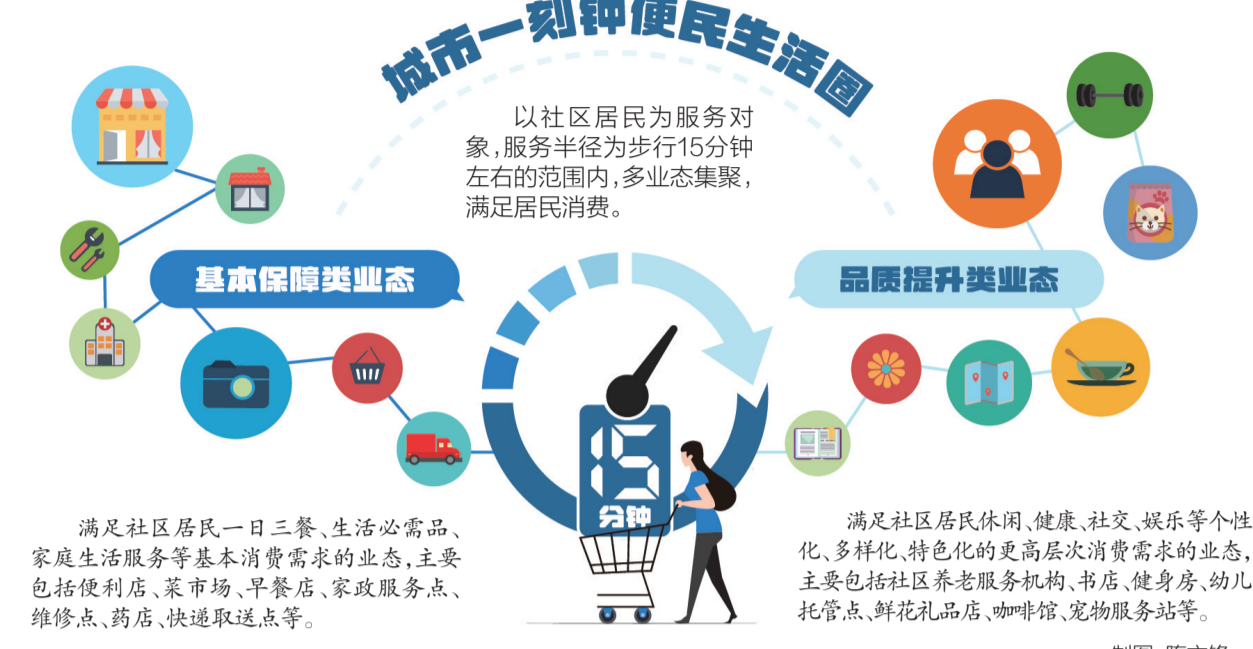 城市一刻钟便民生活圈
以社区居民为服务对
象，服务半径为步行15分钟
左右的范围内，多业态集聚，
满足居民消费。
基本保障类业态
品质提升类业态
15
分钟
满足社区居民一日三餐、生活必需品、
家庭生活服务等基本消费需求的业态，主要
包括便利店、菜市场、早餐店、家政服务点、
维修点、药店、快递取送点等。
满足社区居民休闲、健康、社交、娱乐等个性
化、多样化、特色化的更高层次消费需求的业态，
主要包括社区养老服务机构、书店、健身房、幼儿
托管点、鲜花礼品店、咖啡馆、宠物服务站等。